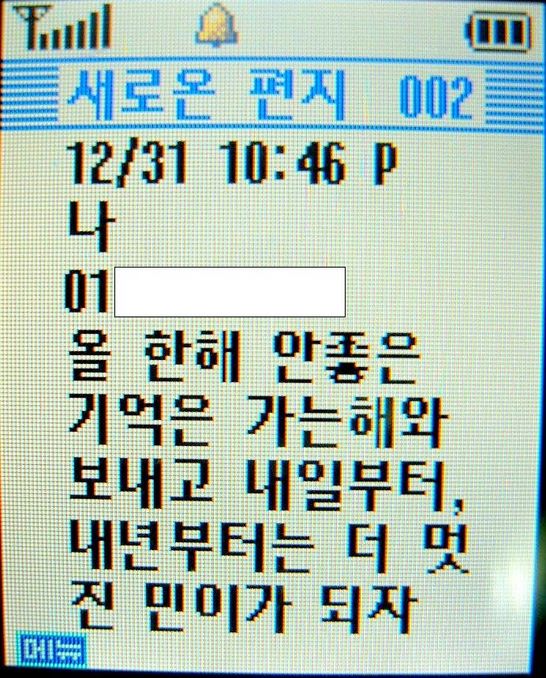 새로온 편지 002
12/31 10:46 P
나
01
올 한해 안좋은
기억은 가는해와
보내고 내일부터,
내년부터는 더 멋
진 민이가 되자
메뉴